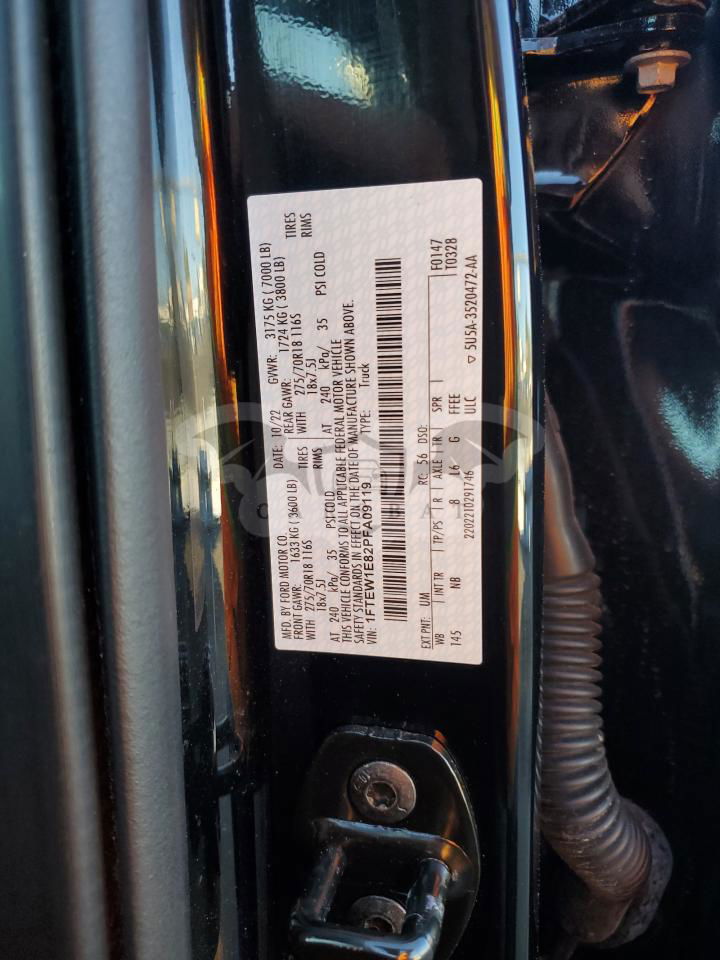 MFD. BY FORD MOTOR CO. DATE: 10/22 GVWR: 3175 KG ( 7000 LB)
FRONT GAWR: 1633 KG (3600 LB) REAR GAWR: 1724 KG ( 3800 LB)
WITH 275/70R18 116S TIRES WITH 275/70R18 116S TIRES
18x7.5J RIMS 18x7.5J RIMS
AT 240 kPa/ 35 PSI COLD AT 240 kPa/ 35 PSI COLD
THIS VEHICLE CONFORMS TO ALL APPLICABLE FEDERAL MOTOR VEHICLE
SAFETY STANDARDS IN EFFECT ON THE DATE OF MANUFACTURE SHOWN ABOVE.
VIN: 1FTEW1E82PFA09119 TYPE: Truck
F0147
EXT PNT: UM RC: 56 DSO: T0328
WB INT TR TP/PS R AXLE TR SPR
145 NB 8 L6 G FFEE
2202210291746 ULC ▽ 5U5A-3520472-AA